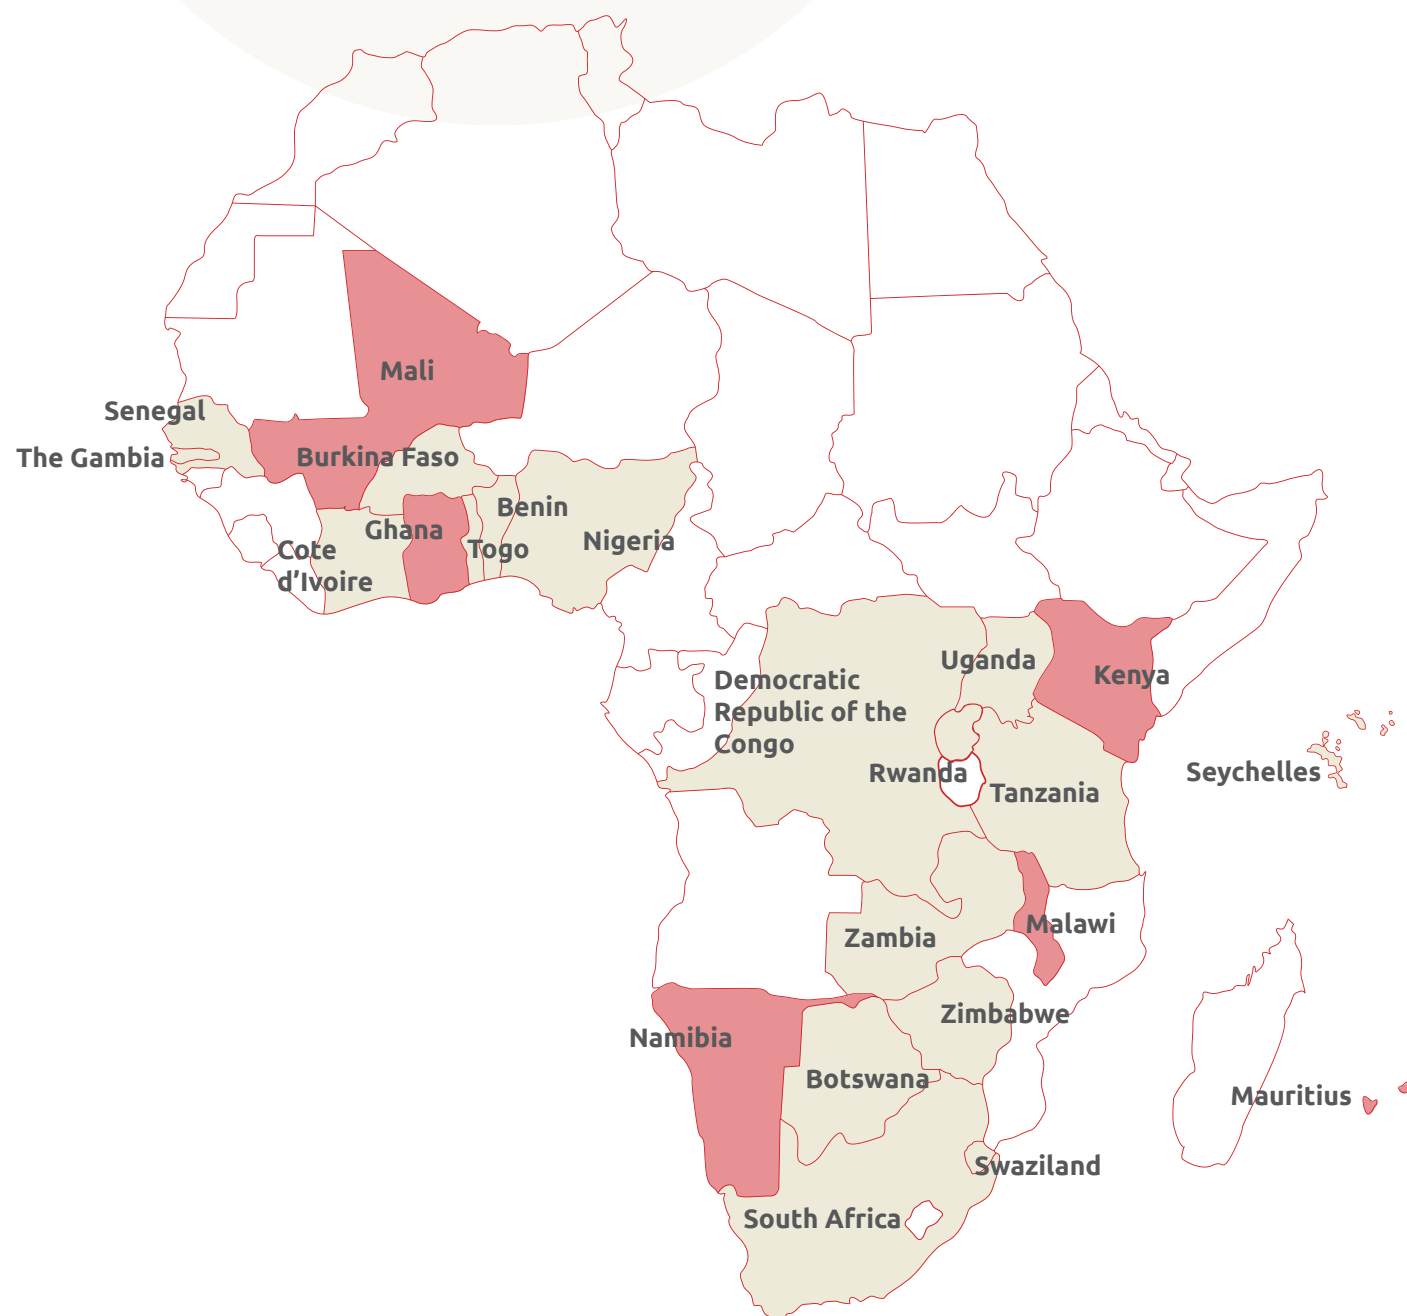 Mali
Senegal
The Gambia
Burkina Faso
Benin
Ghana
Nigeria
Togo
Cote
d’Ivoire
Uganda
Kenya
Democratic
Republic of the
Congo
Rwanda
Seychelles
Tanzania
Malawi
Zambia
Zimbabwe
Namibia
Botswana
Mauritius
Swaziland
South Africa